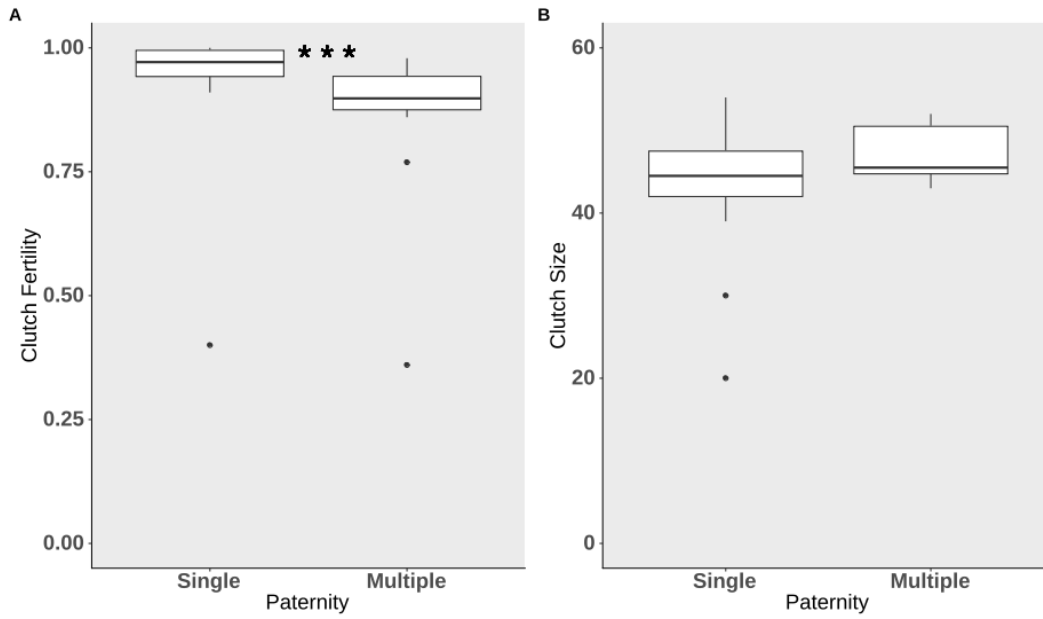 A
Clutch Fertility
1.00
0.75
0.50
0.25
0.00
***
Single Multiple
Paternity
B
Clutch Size
60
40
20
0
Single Multiple
Paternity